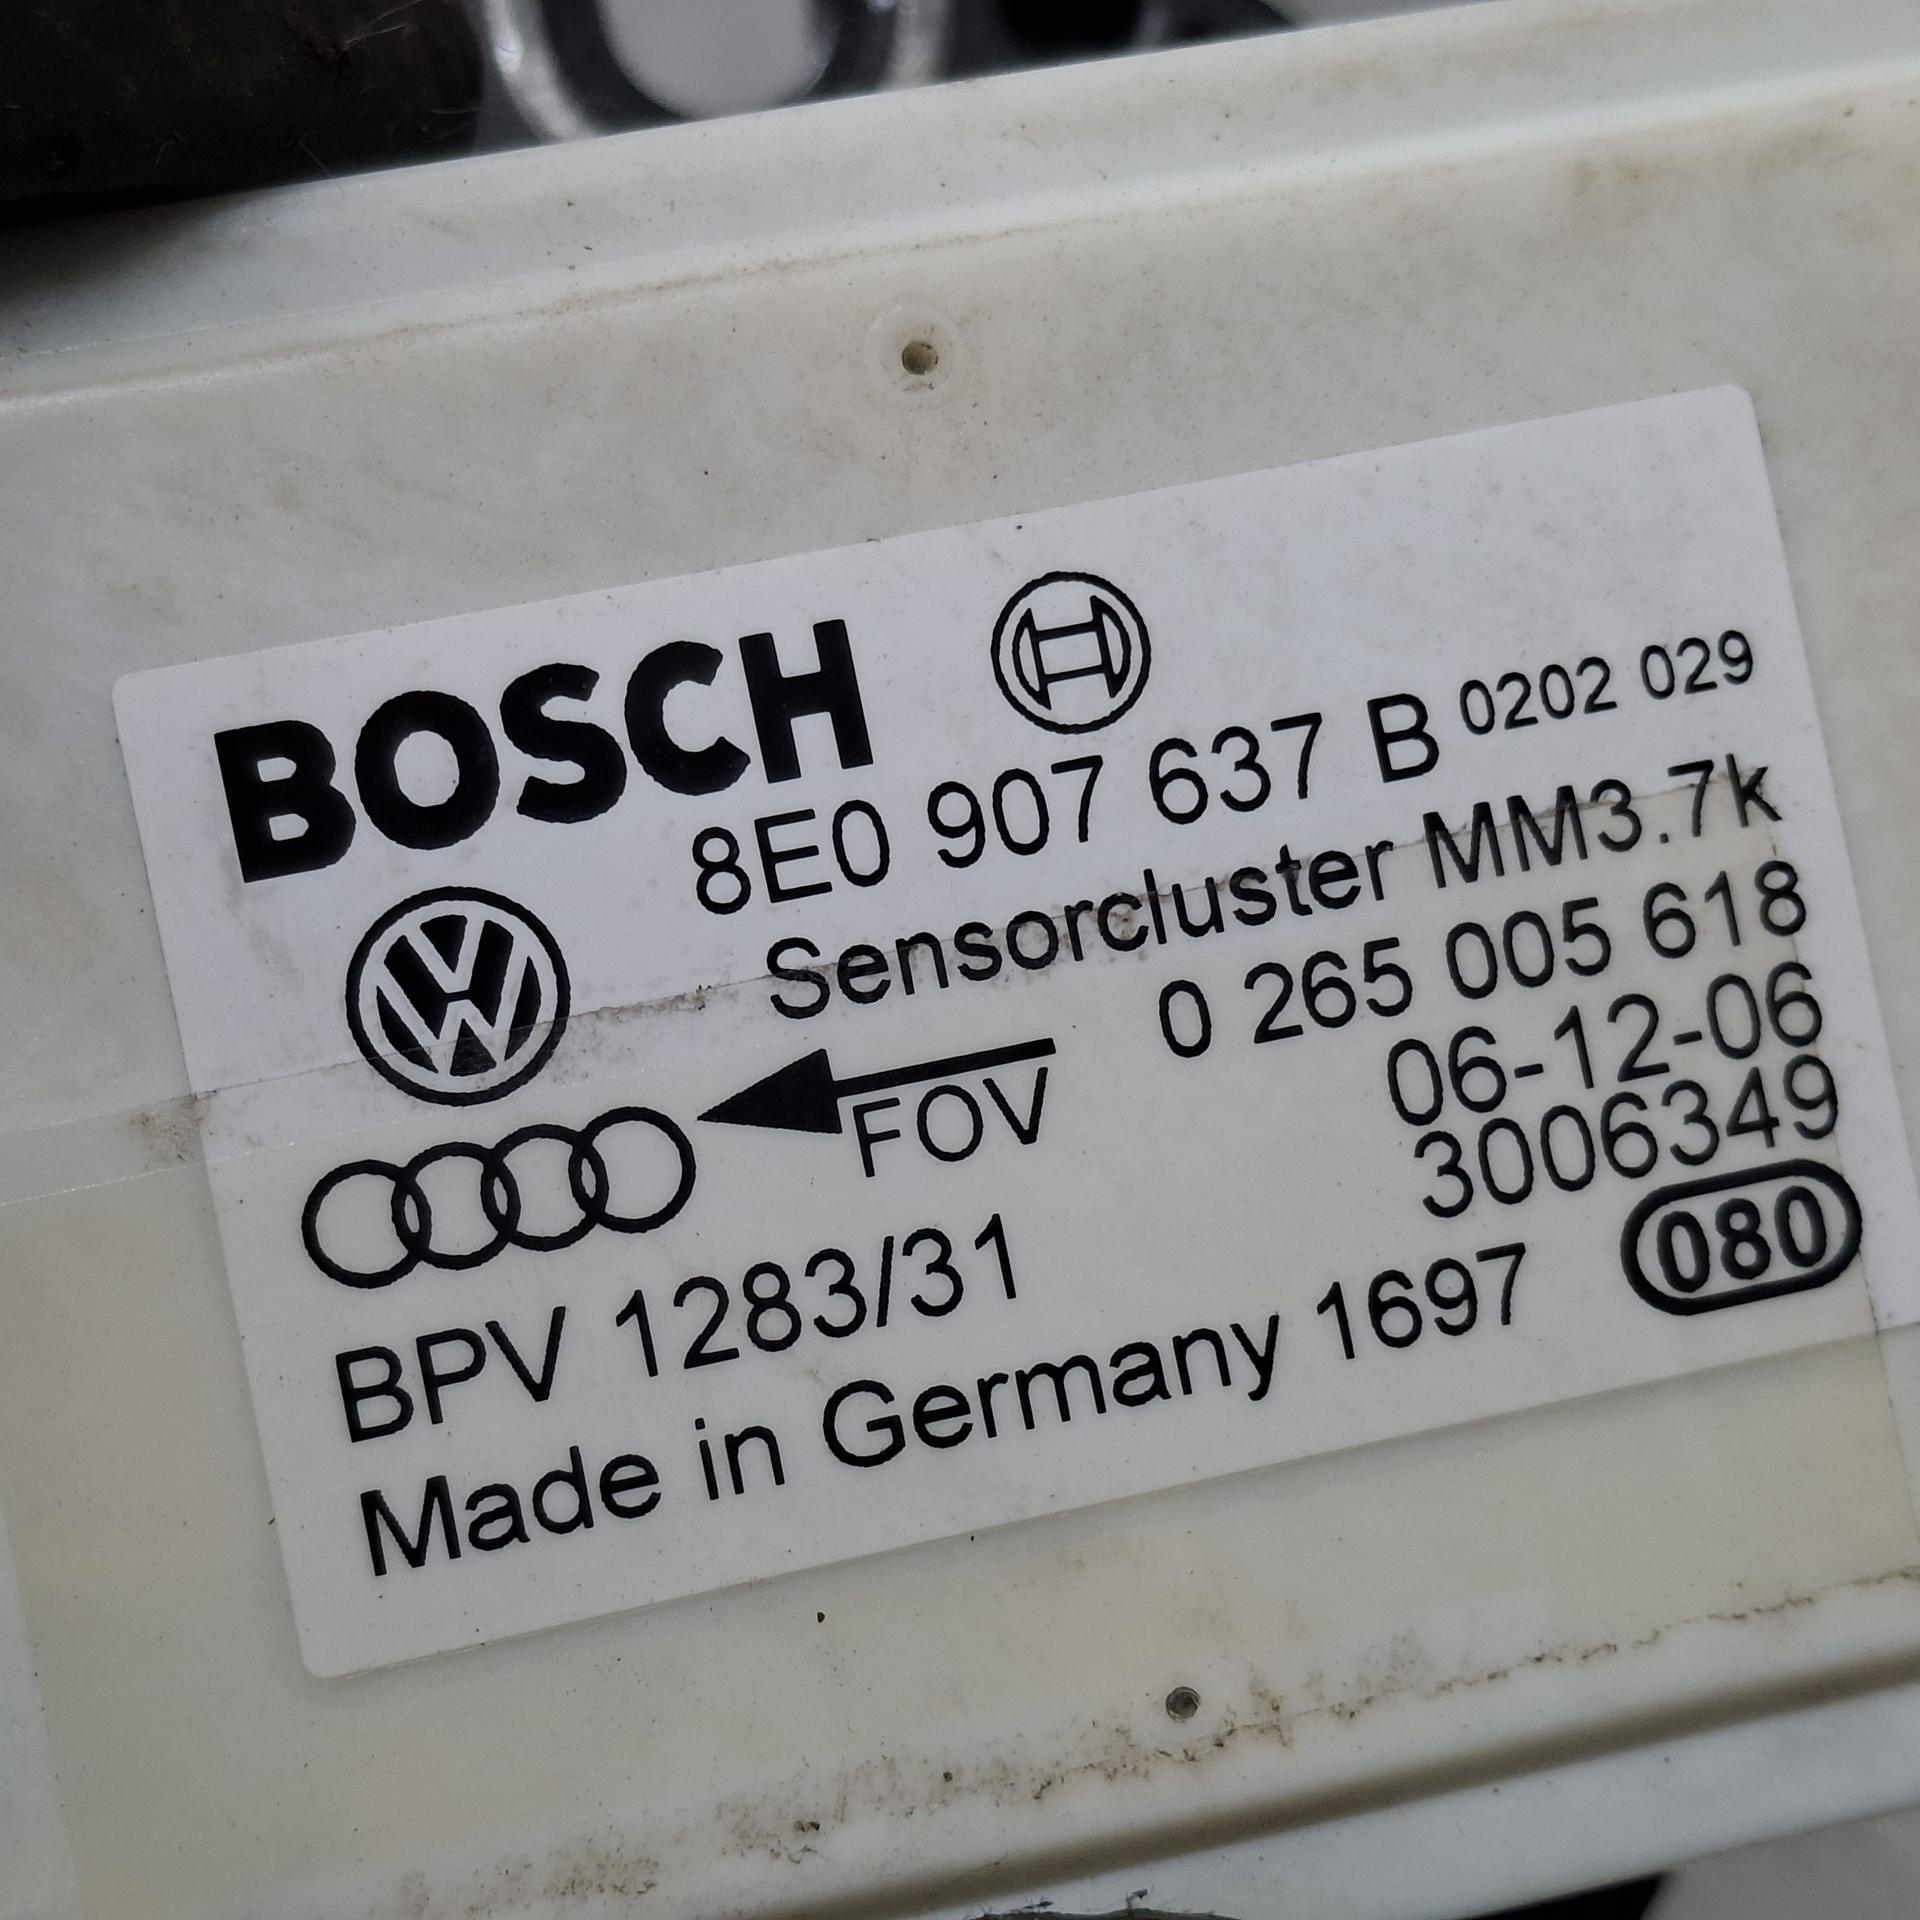 BOSCH
8E0 907 637 B 0202 029
Sensorcluster MM3.7k
0 265 005 618
FOV
06-12-06
3006349
BPV 1283/31
080
Made in Germany 1697